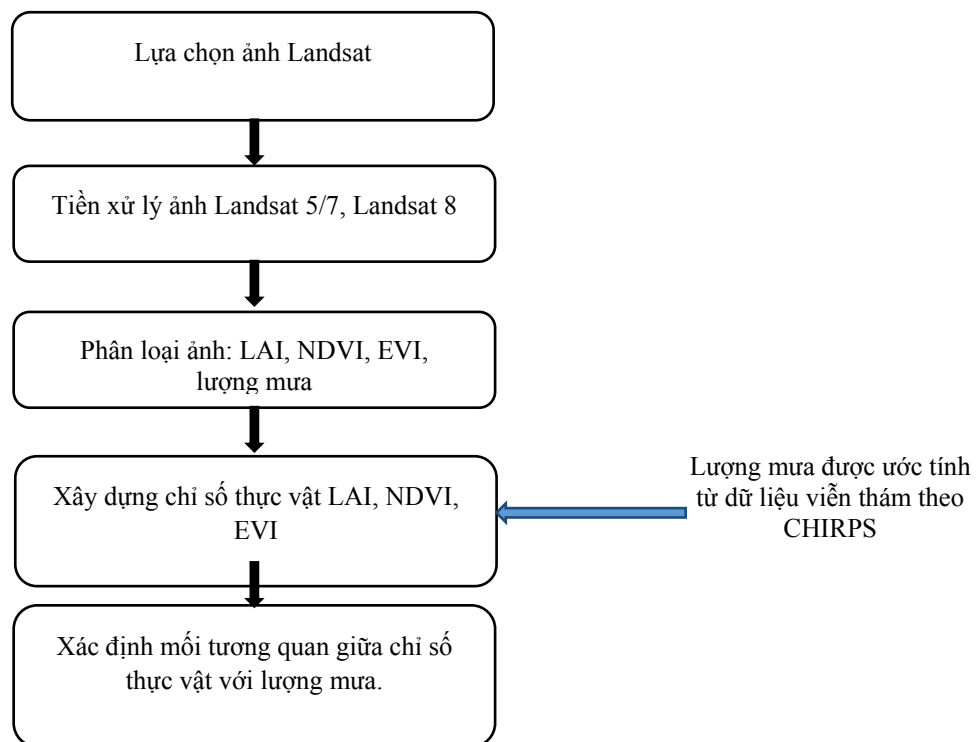 Lựa chọn ảnh Landsat
Tiền xử lý ảnh Landsat 5/7, Landsat 8
Phân loại ảnh: LAI, NDVI, EVI,
lượng mưa
Xây dựng chỉ số thực vật LAI, NDVI,
EVI
Lượng mưa được ước tính
từ dữ liệu viễn thám theo
CHIRPS
Xác định mối tương quan giữa chỉ số
thực vật với lượng mưa.